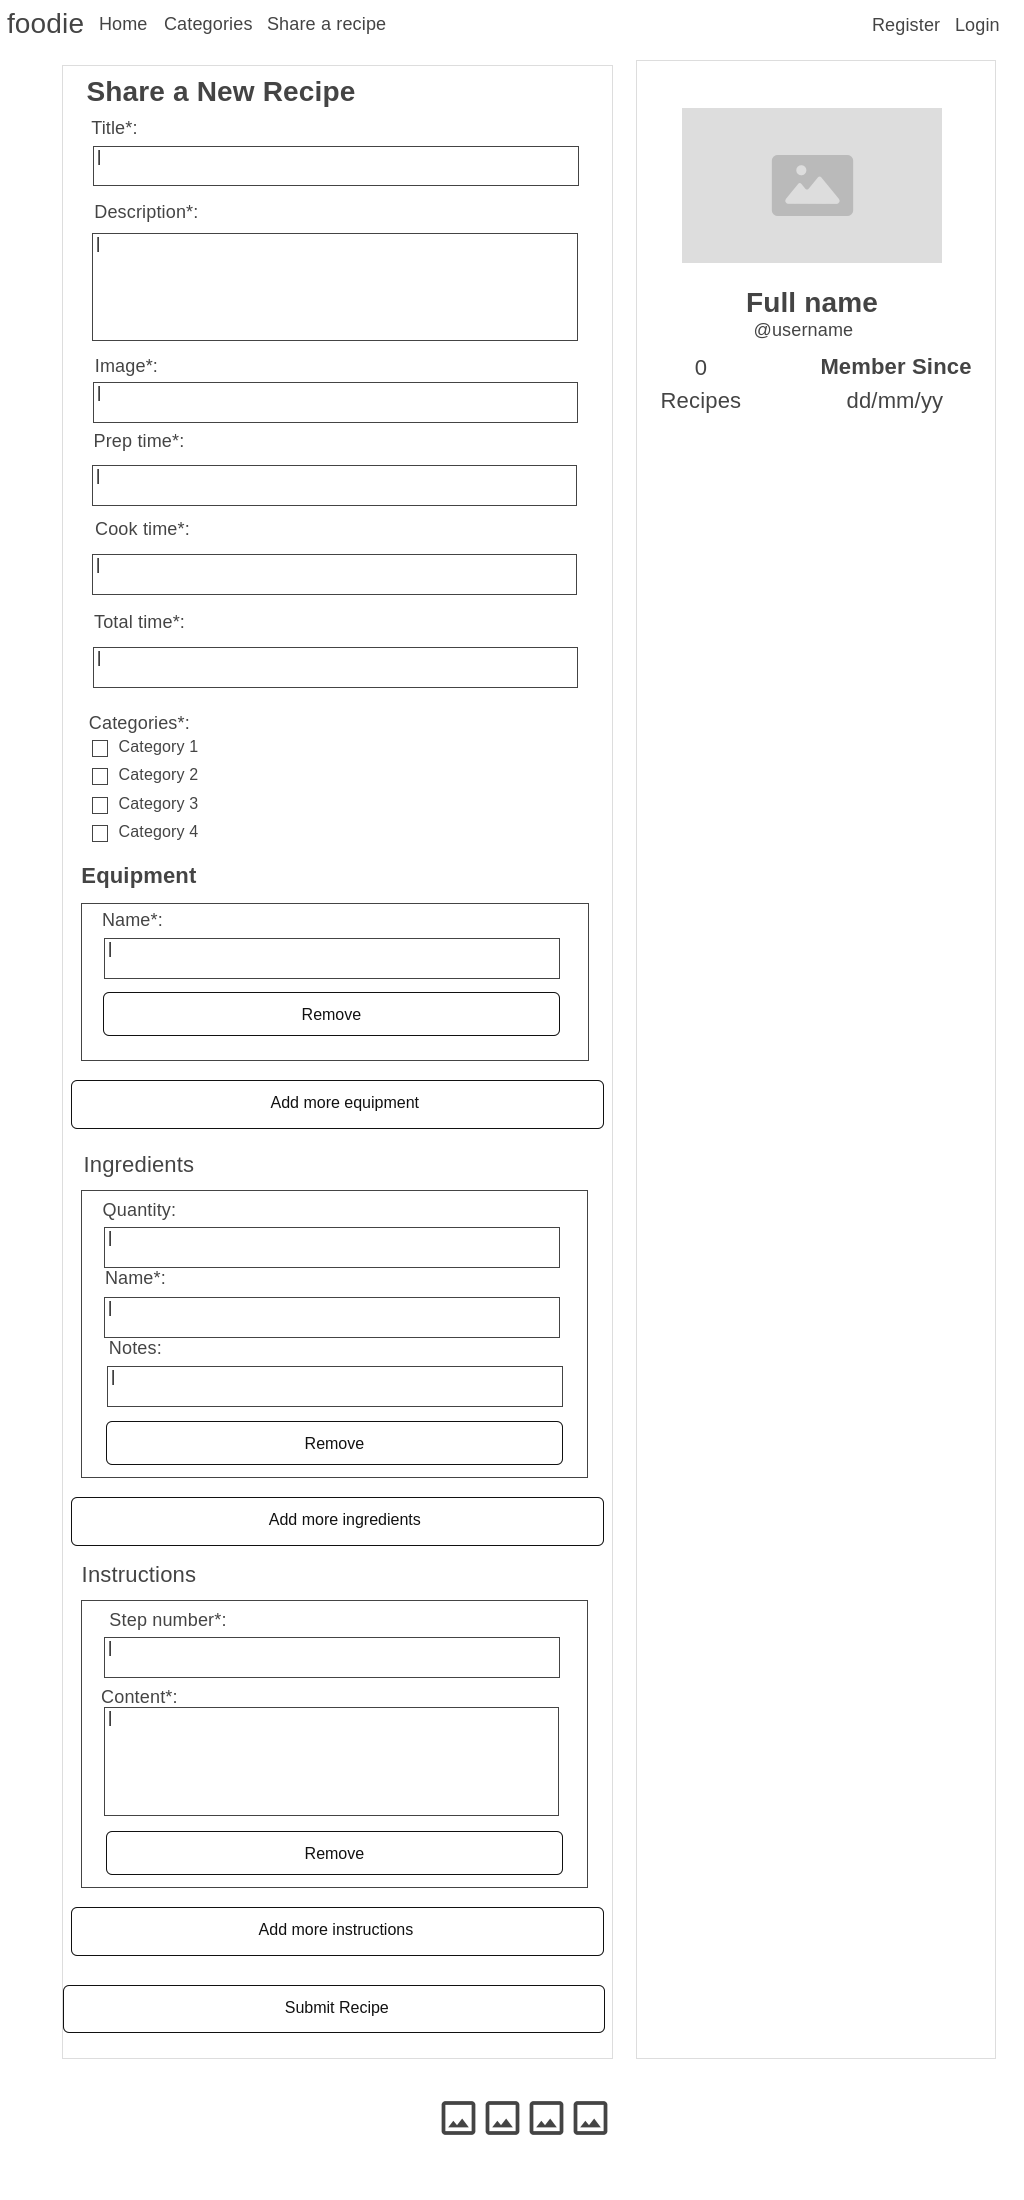 foodie Home Categories Share a recipe Register Login
Share a New Recipe
Title*:
Description*:
Image*:
Prep time*:
Cook time*:
Total time*:
Categories*:
Category 1
Category 2
Category 3
Category 4
Equipment
Name*:
Remove
Add more equipment
Ingredients
Quantity:
Name*:
Notes:
Remove
Add more ingredients
Instructions
Step number*:
Content*:
Remove
Add more instructions
Submit Recipe
Full name
@username
0 Member Since
Recipes dd/mm/yy